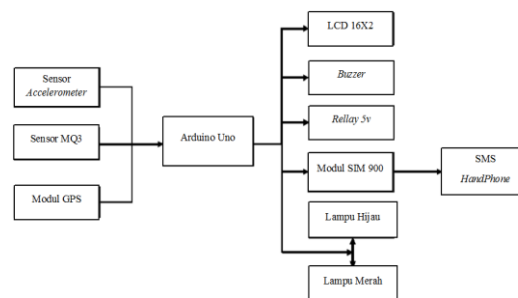 LCD 16X2
Sensor
Accelerometer
Buzzer
Sensor MQ3
Arduino Uno
Rellay 5v
Modul GPS
Modul SIM 900
SMS
HandPhone
Lampu Hijau
Lampu Merah